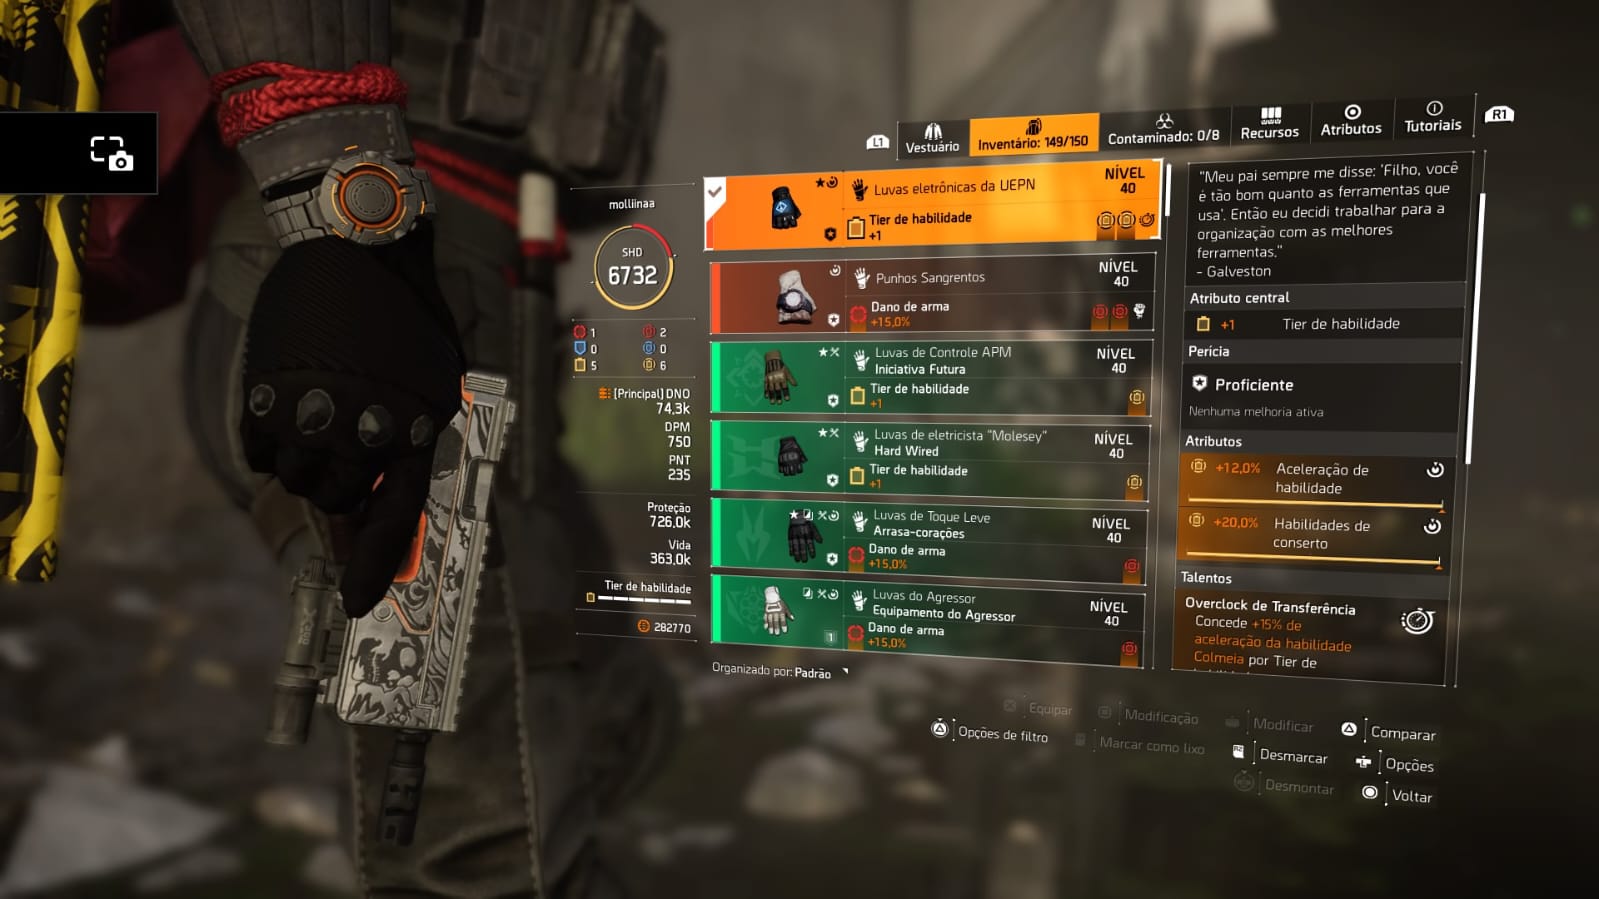 L1
Vestuário
Inventário: 149/150
Contaminado: 0/8
Recursos
Atributos
Tutoriais
R1
molliinaa
SHD
6732
1
2
0
0
5
6
[Principal] DNO
74,3k
DPM
750
PNT
235
Proteção
726,0k
Vida
363,0k
Tier de habilidade
282770
Luvas eletrônicas da UEPN
NÍVEL
40
Tier de habilidade
+1
Punhos Sangrentos
NÍVEL
40
Dano de arma
+15,0%
Luvas de Controle APM
Iniciativa Futura
NÍVEL
40
Tier de habilidade
+1
Luvas de eletricista "Molesey"
Hard Wired
NÍVEL
40
Tier de habilidade
+1
Luvas de Toque Leve
Arrasa-corações
NÍVEL
40
Dano de arma
+15,0%
Luvas do Agressor
Equipamento do Agressor
NÍVEL
40
Dano de arma
+15,0%
1
Organizado por: Padrão
"Meu pai sempre me disse: 'Filho, você
é tão bom quanto as ferramentas que
usa'. Então eu decidi trabalhar para a
organização com as melhores
ferramentas."
- Galveston
Atributo central
+1 Tier de habilidade
Perícia
Proficiente
Nenhuma melhoria ativa
Atributos
+12,0% Aceleração de
habilidade
+20,0% Habilidades de
conserto
Talentos
Overclock de Transferência
Concede +15% de
aceleração da habilidade
Colmeia por Tier de
Equipar
Modificação
Modificar
Comparar
Opções de filtro
Marcar como lixo
R2
Desmarcar
Opções
Desmontar
Voltar